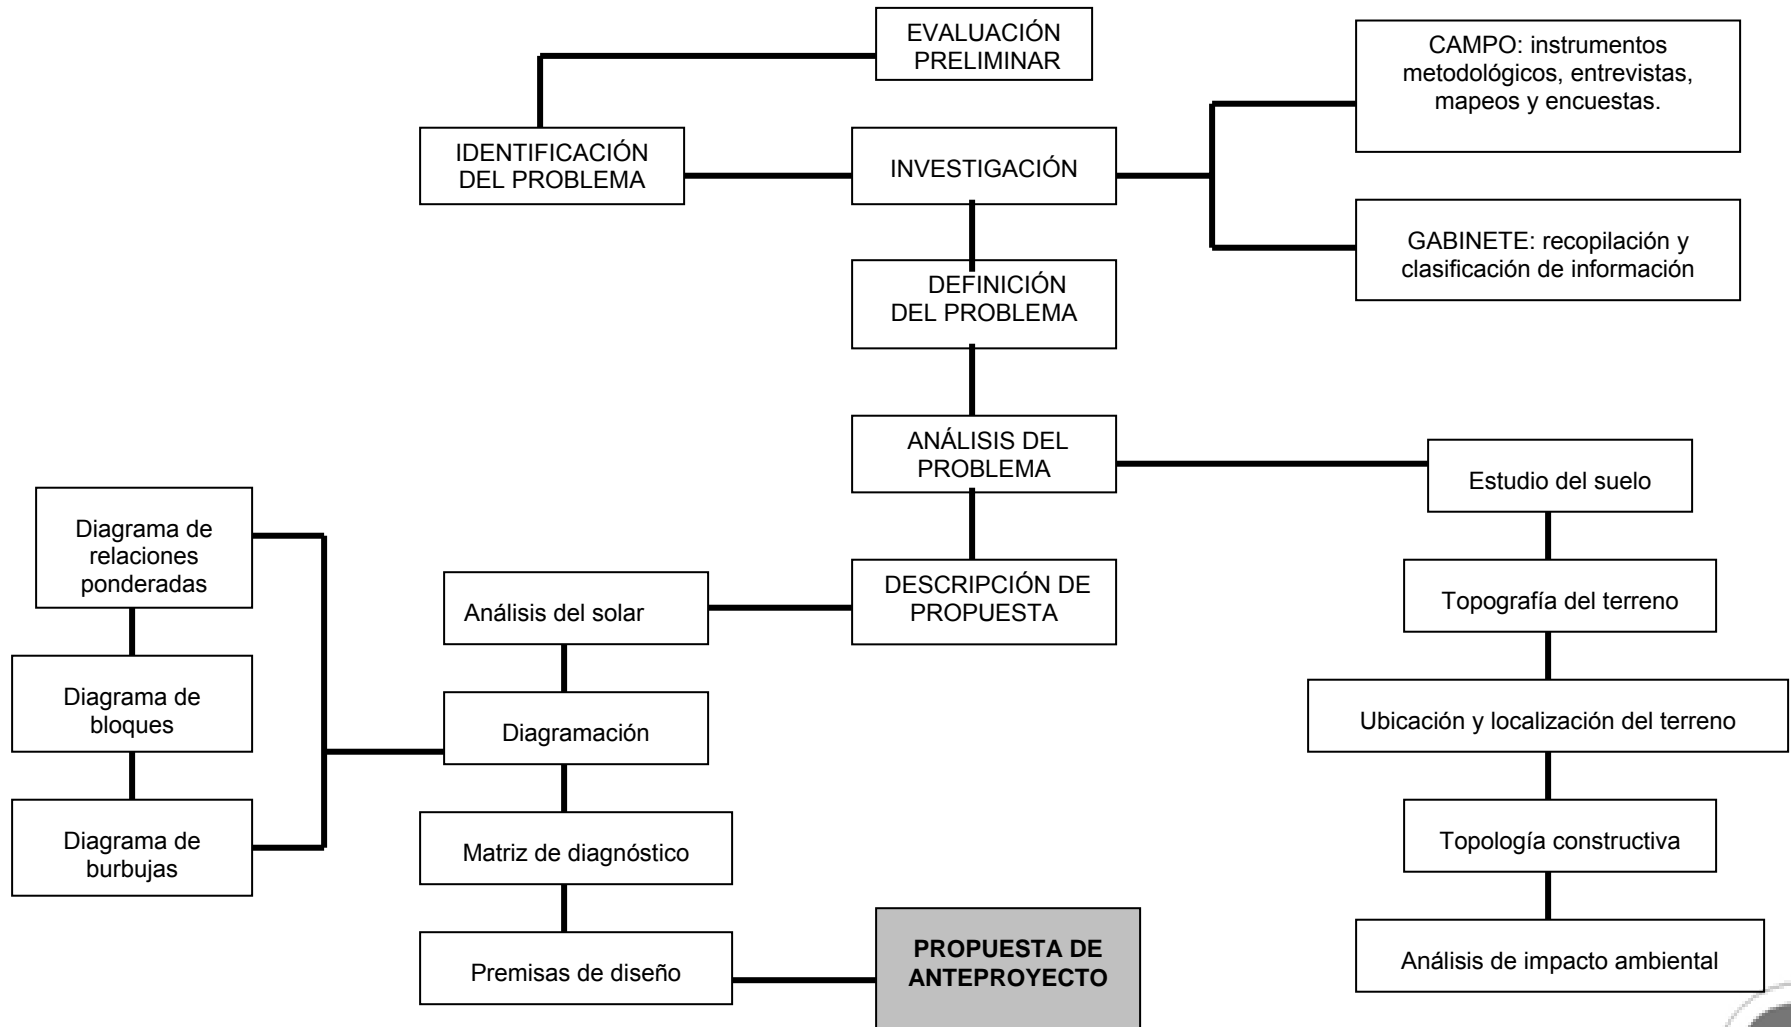 EVALUACIÓN
PRELIMINAR
CAMPO: instrumentos
metodológicos, entrevistas,
mapeos y encuestas.
IDENTIFICACIÓN
DEL PROBLEMA
INVESTIGACIÓN
GABINETE: recopilación y
clasificación de información
DEFINICIÓN
DEL PROBLEMA
ANÁLISIS DEL
PROBLEMA
Estudio del suelo
Diagrama de
relaciones
ponderadas
Análisis del solar
DESCRIPCIÓN DE
PROPUESTA
Topografía del terreno
Diagrama de
bloques
Diagramación
Ubicación y localización del terreno
Diagrama de
burbujas
Matriz de diagnóstico
Topología constructiva
Premisas de diseño
PROPUESTA DE
ANTEPROYECTO
Análisis de impacto ambiental